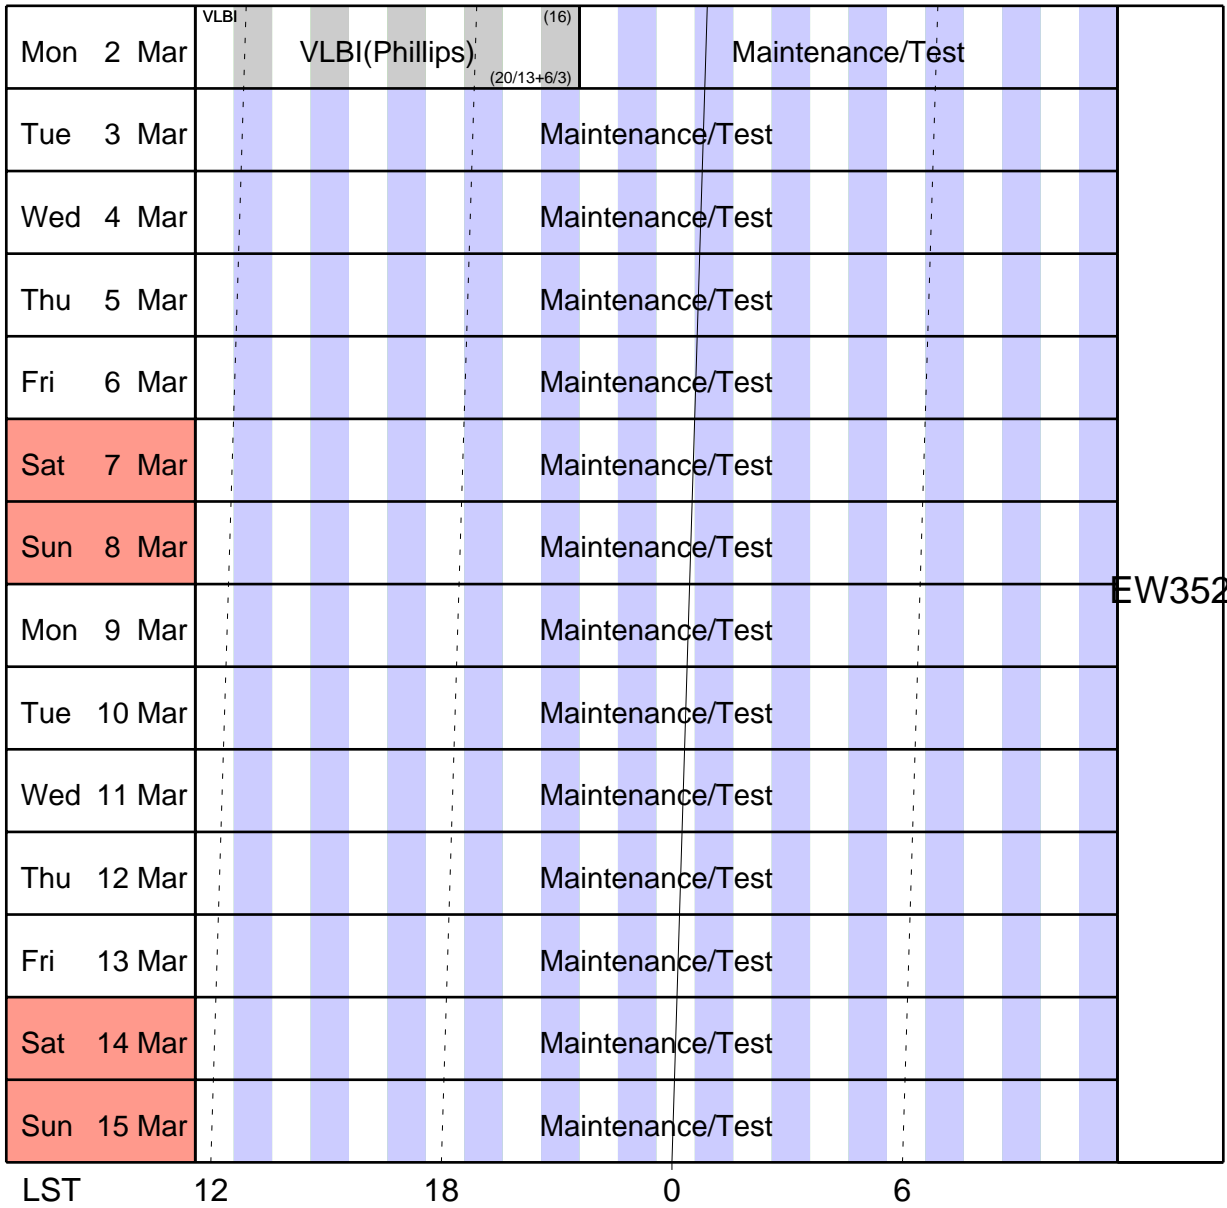 VLBI (16)
Mon 2 Mar VLBI(Phillips) Maintenance/Test
(20/13+6/3)
Tue 3 Mar Maintenance/Test
Wed 4 Mar Maintenance/Test
Thu 5 Mar Maintenance/Test
Fri 6 Mar Maintenance/Test
Sat 7 Mar Maintenance/Test
Sun 8 Mar Maintenance/Test
EW352
Mon 9 Mar Maintenance/Test
Tue 10 Mar Maintenance/Test
Wed 11 Mar Maintenance/Test
Thu 12 Mar Maintenance/Test
Fri 13 Mar Maintenance/Test
Sat 14 Mar Maintenance/Test
Sun 15 Mar Maintenance/Test
LST 12 18 0 6